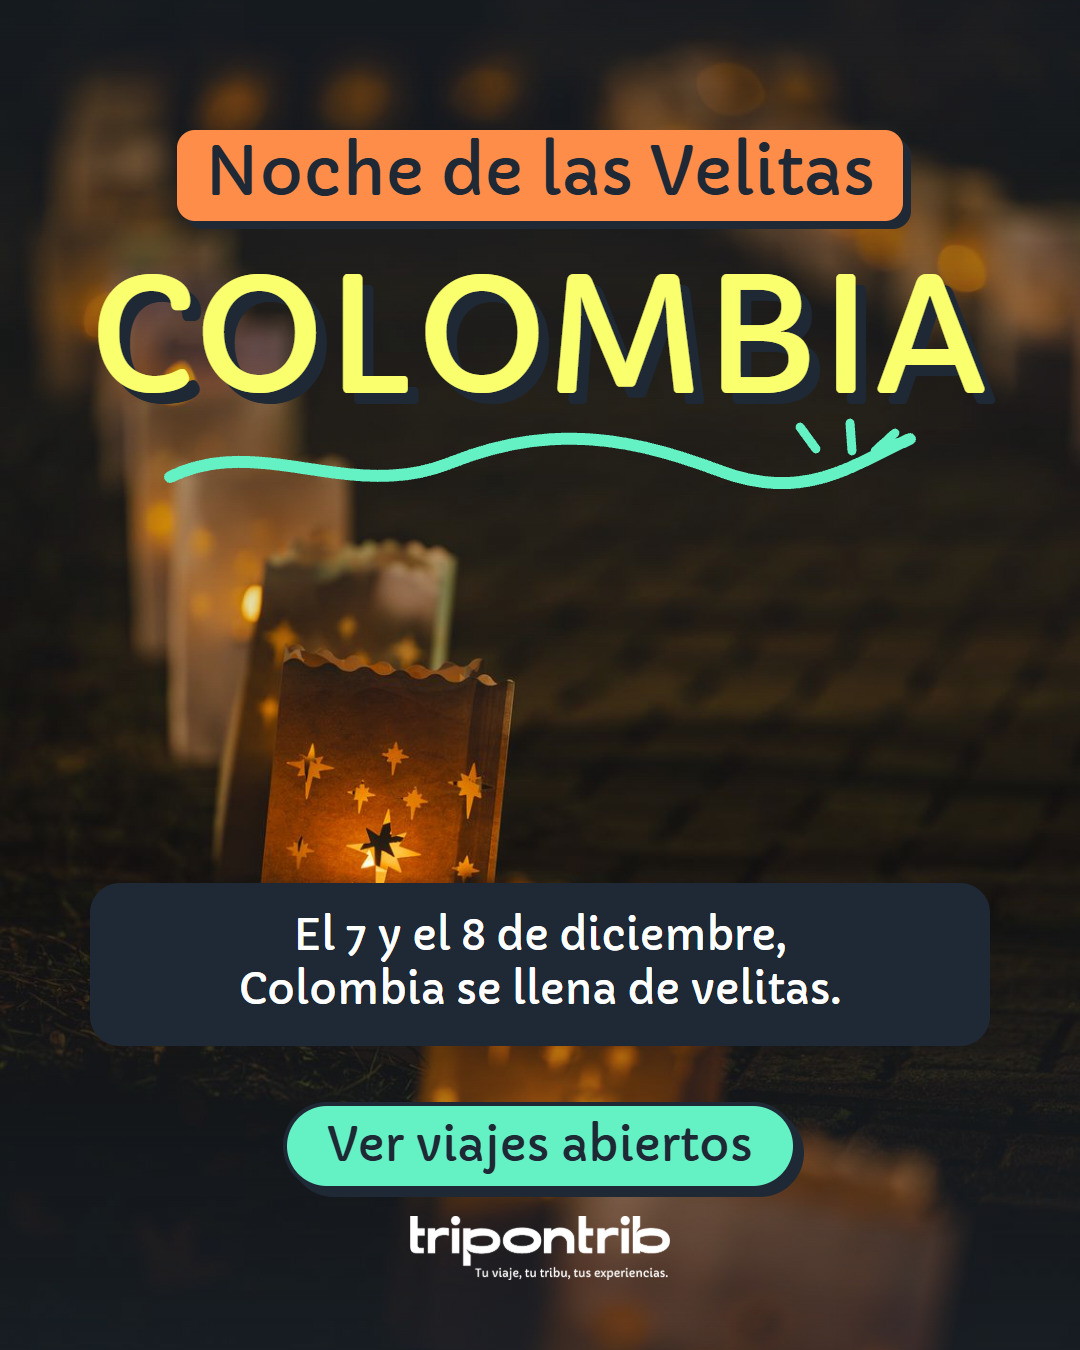 Noche de las Velitas
COLOMBIA
El 7 y el 8 de diciembre,
Colombia se llena de velitas.
Ver viajes abiertos
tripontrib
Tu viaje, tu tribu, tus experiencias.